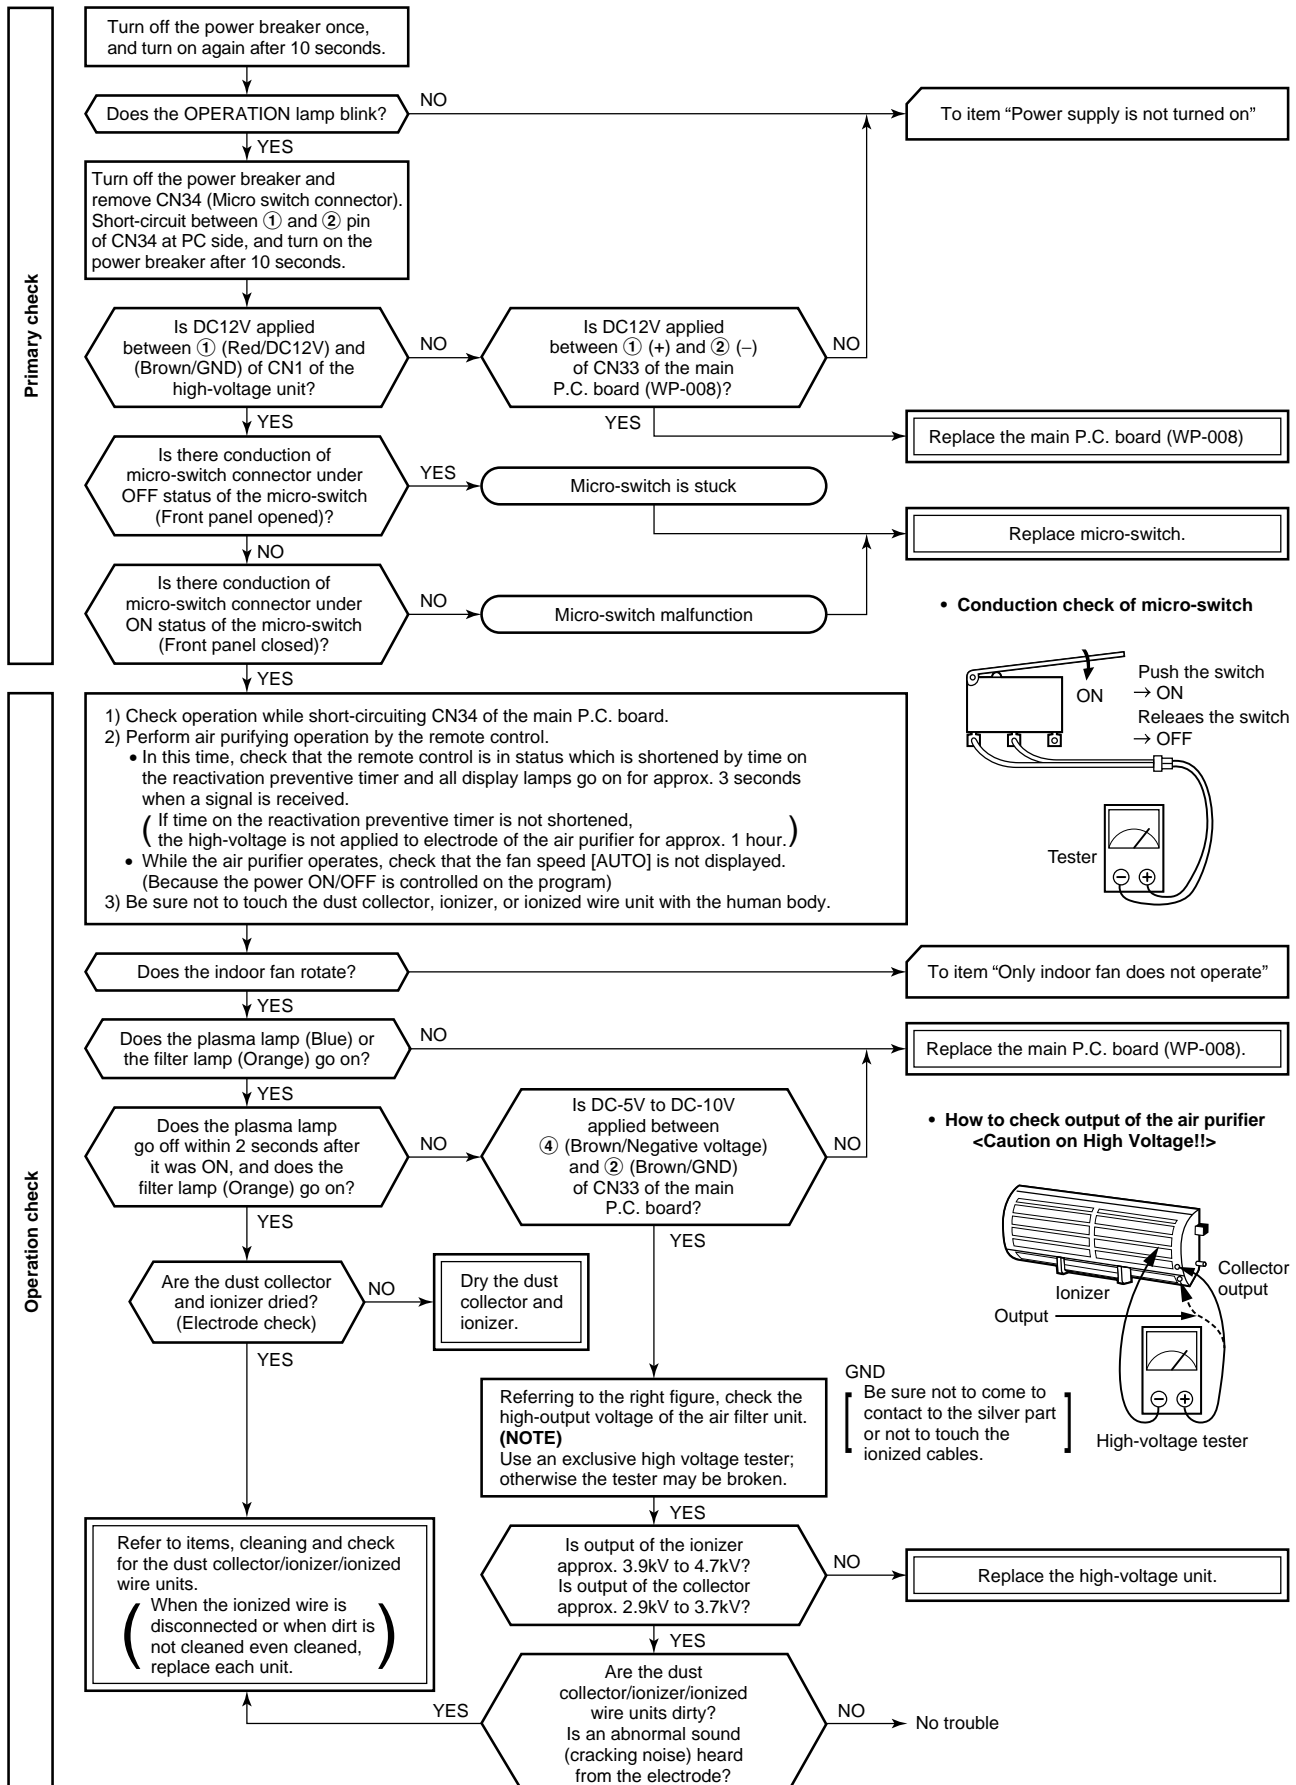 Primary check
Turn off the power breaker once,
and turn on again after 10 seconds.
Does the OPERATION lamp blink?
NO
To item “Power supply is not turned on”
YES
Turn off the power breaker and
remove CN34 (Micro switch connector).
Short-circuit between ① and ② pin
of CN34 at PC side, and turn on the
power breaker after 10 seconds.
Is DC12V applied
between ① (Red/DC12V) and
(Brown/GND) of CN1 of the
high-voltage unit?
NO
Is DC12V applied
between ① (+) and ② (–)
of CN33 of the main
P.C. board (WP-008)?
NO
YES
YES
Replace the main P.C. board (WP-008)
Is there conduction of
micro-switch connector under
OFF status of the micro-switch
(Front panel opened)?
YES
Micro-switch is stuck
Replace micro-switch.
NO
Is there conduction of
micro-switch connector under
ON status of the micro-switch
(Front panel closed)?
NO
Micro-switch malfunction
YES
• Conduction check of micro-switch
ON
Push the switch
→ ON
Releaes the switch
→ OFF
Tester
⊖ ⊕
Operation check
1) Check operation while short-circuiting CN34 of the main P.C. board.
2) Perform air purifying operation by the remote control.
• In this time, check that the remote control is in status which is shortened by time on
the reactivation preventive timer and all display lamps go on for approx. 3 seconds
when a signal is received.
( If time on the reactivation preventive timer is not shortened,
the high-voltage is not applied to electrode of the air purifier for approx. 1 hour. )
• While the air purifier operates, check that the fan speed [AUTO] is not displayed.
(Because the power ON/OFF is controlled on the program)
3) Be sure not to touch the dust collector, ionizer, or ionized wire unit with the human body.
Does the indoor fan rotate?
To item “Only indoor fan does not operate”
YES
Does the plasma lamp (Blue) or
the filter lamp (Orange) go on?
NO
Replace the main P.C. board (WP-008).
YES
Does the plasma lamp
go off within 2 seconds after
it was ON, and does the
filter lamp (Orange) go on?
NO
Is DC-5V to DC-10V
applied between
④ (Brown/Negative voltage)
and ② (Brown/GND)
of CN33 of the main
P.C. board?
NO
YES
YES
• How to check output of the air purifier
<Caution on High Voltage!!>
Collector
output
Ionizer
Output
⊖ ⊕
High-voltage tester
GND
[ Be sure not to come to
contact to the silver part
or not to touch the
ionized cables. ]
Are the dust collector
and ionizer dried?
(Electrode check)
NO
Dry the dust
collector and
ionizer.
YES
Referring to the right figure, check the
high-output voltage of the air filter unit.
(NOTE)
Use an exclusive high voltage tester;
otherwise the tester may be broken.
YES
Refer to items, cleaning and check
for the dust collector/ionizer/ionized
wire units.
( When the ionized wire is
disconnected or when dirt is
not cleaned even cleaned,
replace each unit. )
Is output of the ionizer
approx. 3.9kV to 4.7kV?
Is output of the collector
approx. 2.9kV to 3.7kV?
NO
Replace the high-voltage unit.
YES
Are the dust
collector/ionizer/ionized
wire units dirty?
Is an abnormal sound
(cracking noise) heard
from the electrode?
YES
NO
No trouble